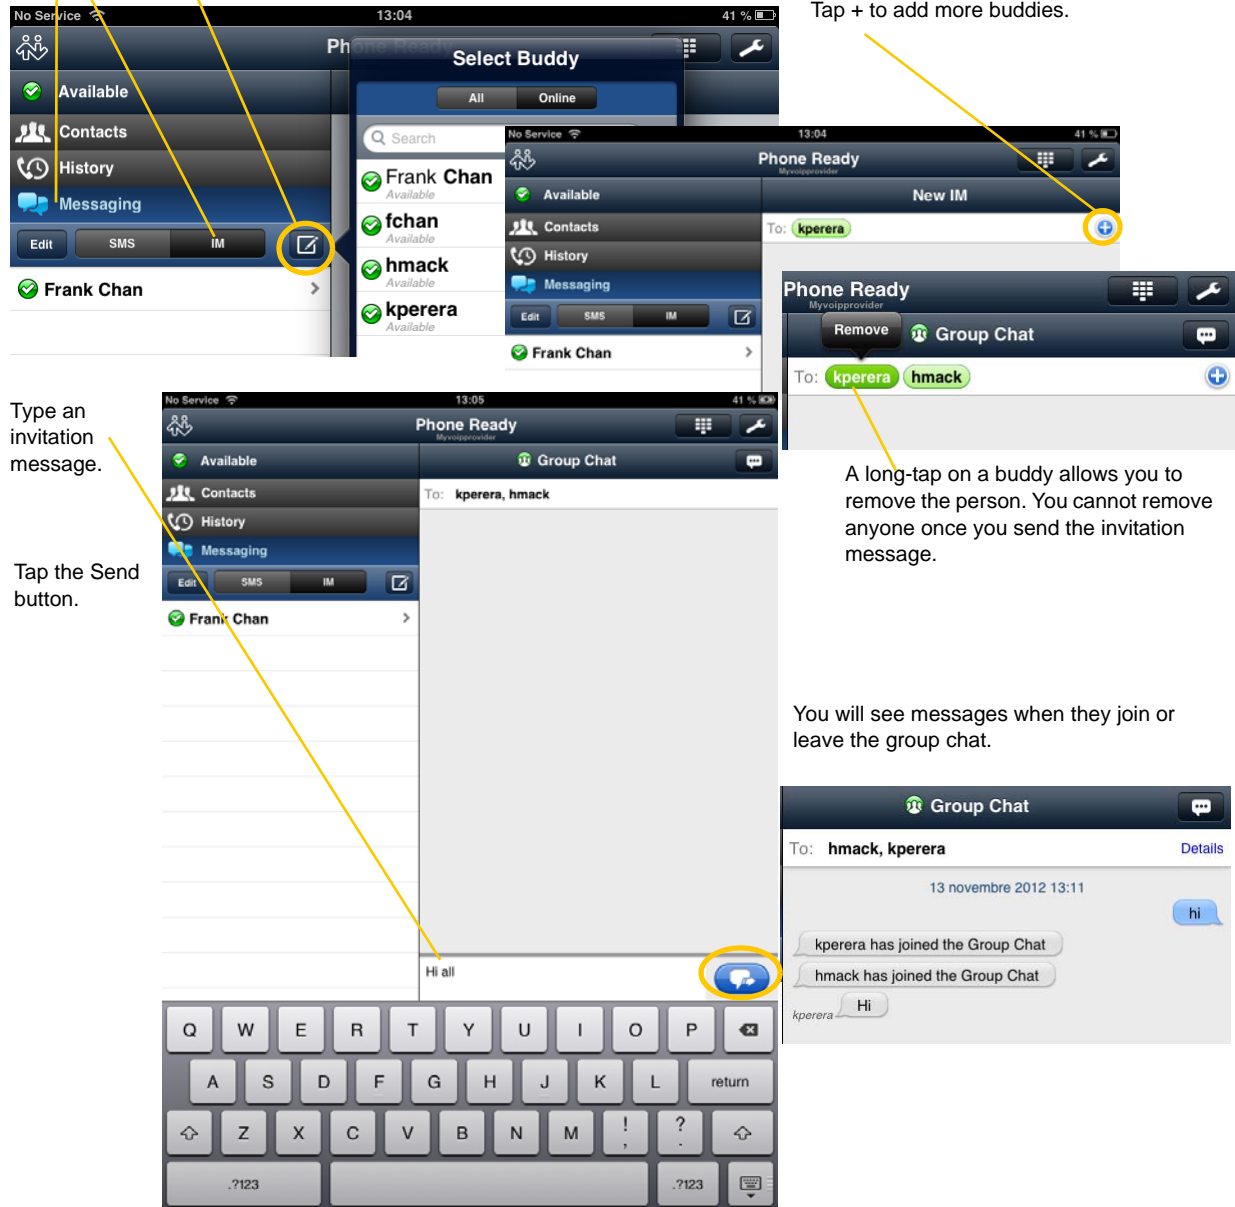 Tap + to add more buddies.
No Service
13:04
41 %
Phone Ready
Available
Contacts
History
Messaging
Edit
SMS
IM
Frank Chan
Select Buddy
All
Online
Search
Frank Chan
Available
fchan
Available
hmack
Available
kperera
Available
No Service
13:04
41 %
Phone Ready
Myvoipprovider
Available
New IM
Contacts
To: kperera
History
Messaging
Edit
SMS
IM
Frank Chan
Phone Ready
Myvoipprovider
Remove
Group Chat
To: kperera hmack
A long-tap on a buddy allows you to
remove the person. You cannot remove
anyone once you send the invitation
message.
Type an
invitation
message.
Tap the Send
button.
No Service
13:05
41 %
Phone Ready
Myvoipprovider
Available
Group Chat
Contacts
To: kperera, hmack
History
Messaging
Edit
SMS
IM
Frank Chan
Hi all
Q W E R T Y U I O P
A S D F G H J K L return
Z X C V B N M ! , ? .
.?123 .?123
You will see messages when they join or
leave the group chat.
Group Chat
To: hmack, kperera
Details
13 novembre 2012 13:11
hi
kperera has joined the Group Chat
hmack has joined the Group Chat
kperera Hi